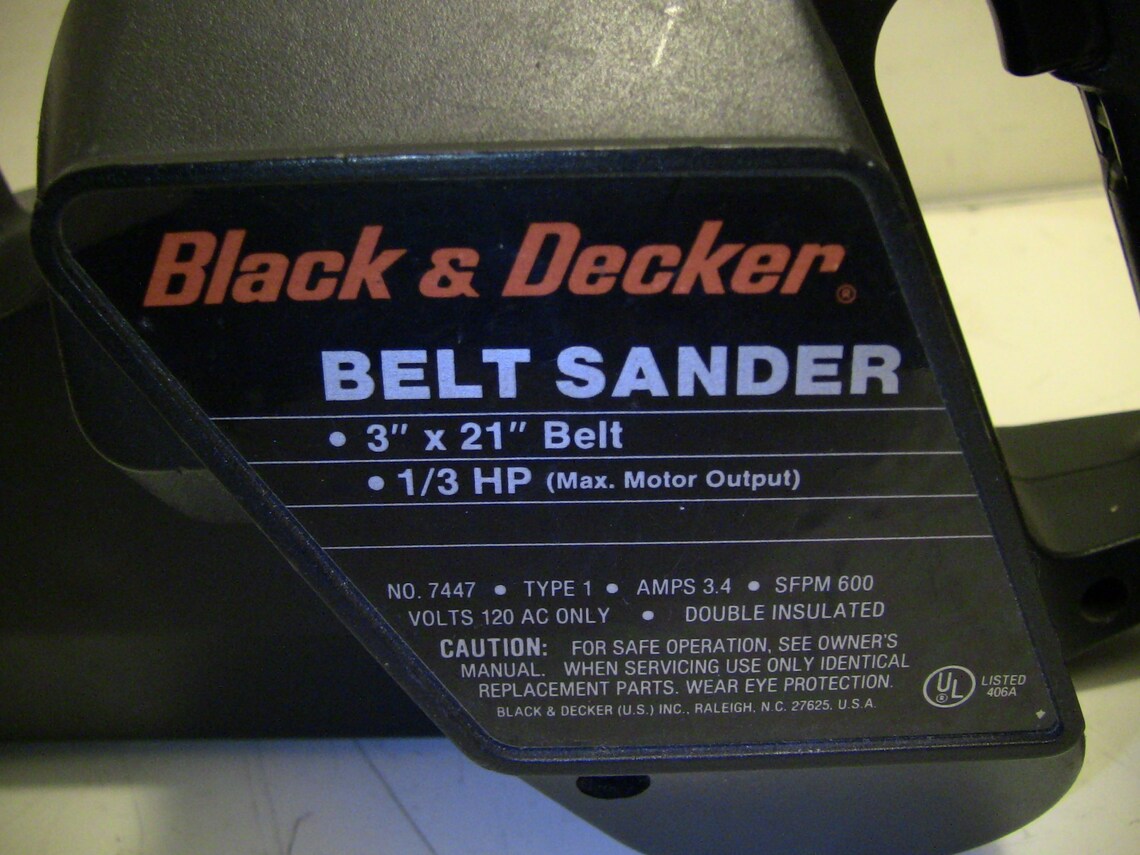 Black & Decker®
BELT SANDER
• 3" x 21" Belt
• 1/3 HP (Max. Motor Output)
NO. 7447 • TYPE 1 • AMPS 3.4 • SFPM 600
VOLTS 120 AC ONLY • DOUBLE INSULATED
CAUTION: FOR SAFE OPERATION, SEE OWNER'S
MANUAL. WHEN SERVICING USE ONLY IDENTICAL
REPLACEMENT PARTS. WEAR EYE PROTECTION.
BLACK & DECKER (U.S.) INC., RALEIGH, N.C. 27625, U.S.A.
UL® LISTED
406A